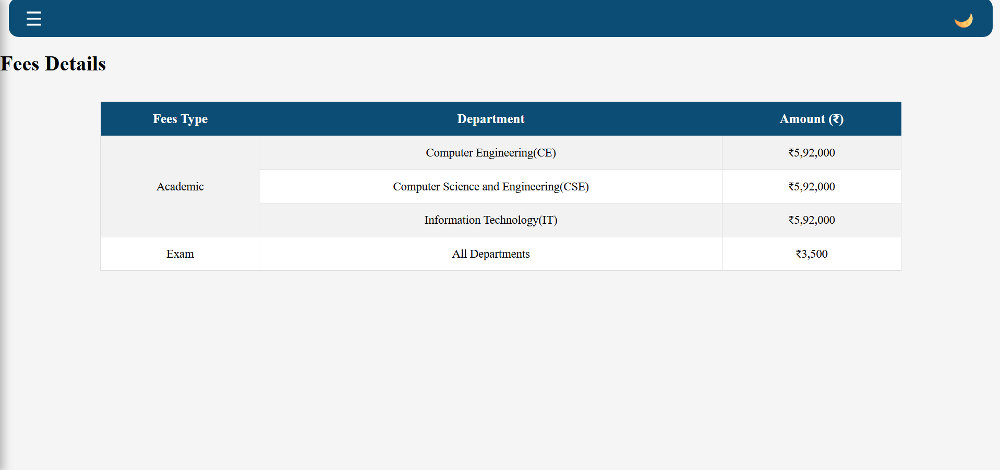 Fees Details
Fees Type Department Amount (₹)
Computer Engineering(CE) ₹5,92,000
Academic Computer Science and Engineering(CSE) ₹5,92,000
Information Technology(IT) ₹5,92,000
Exam All Departments ₹3,500